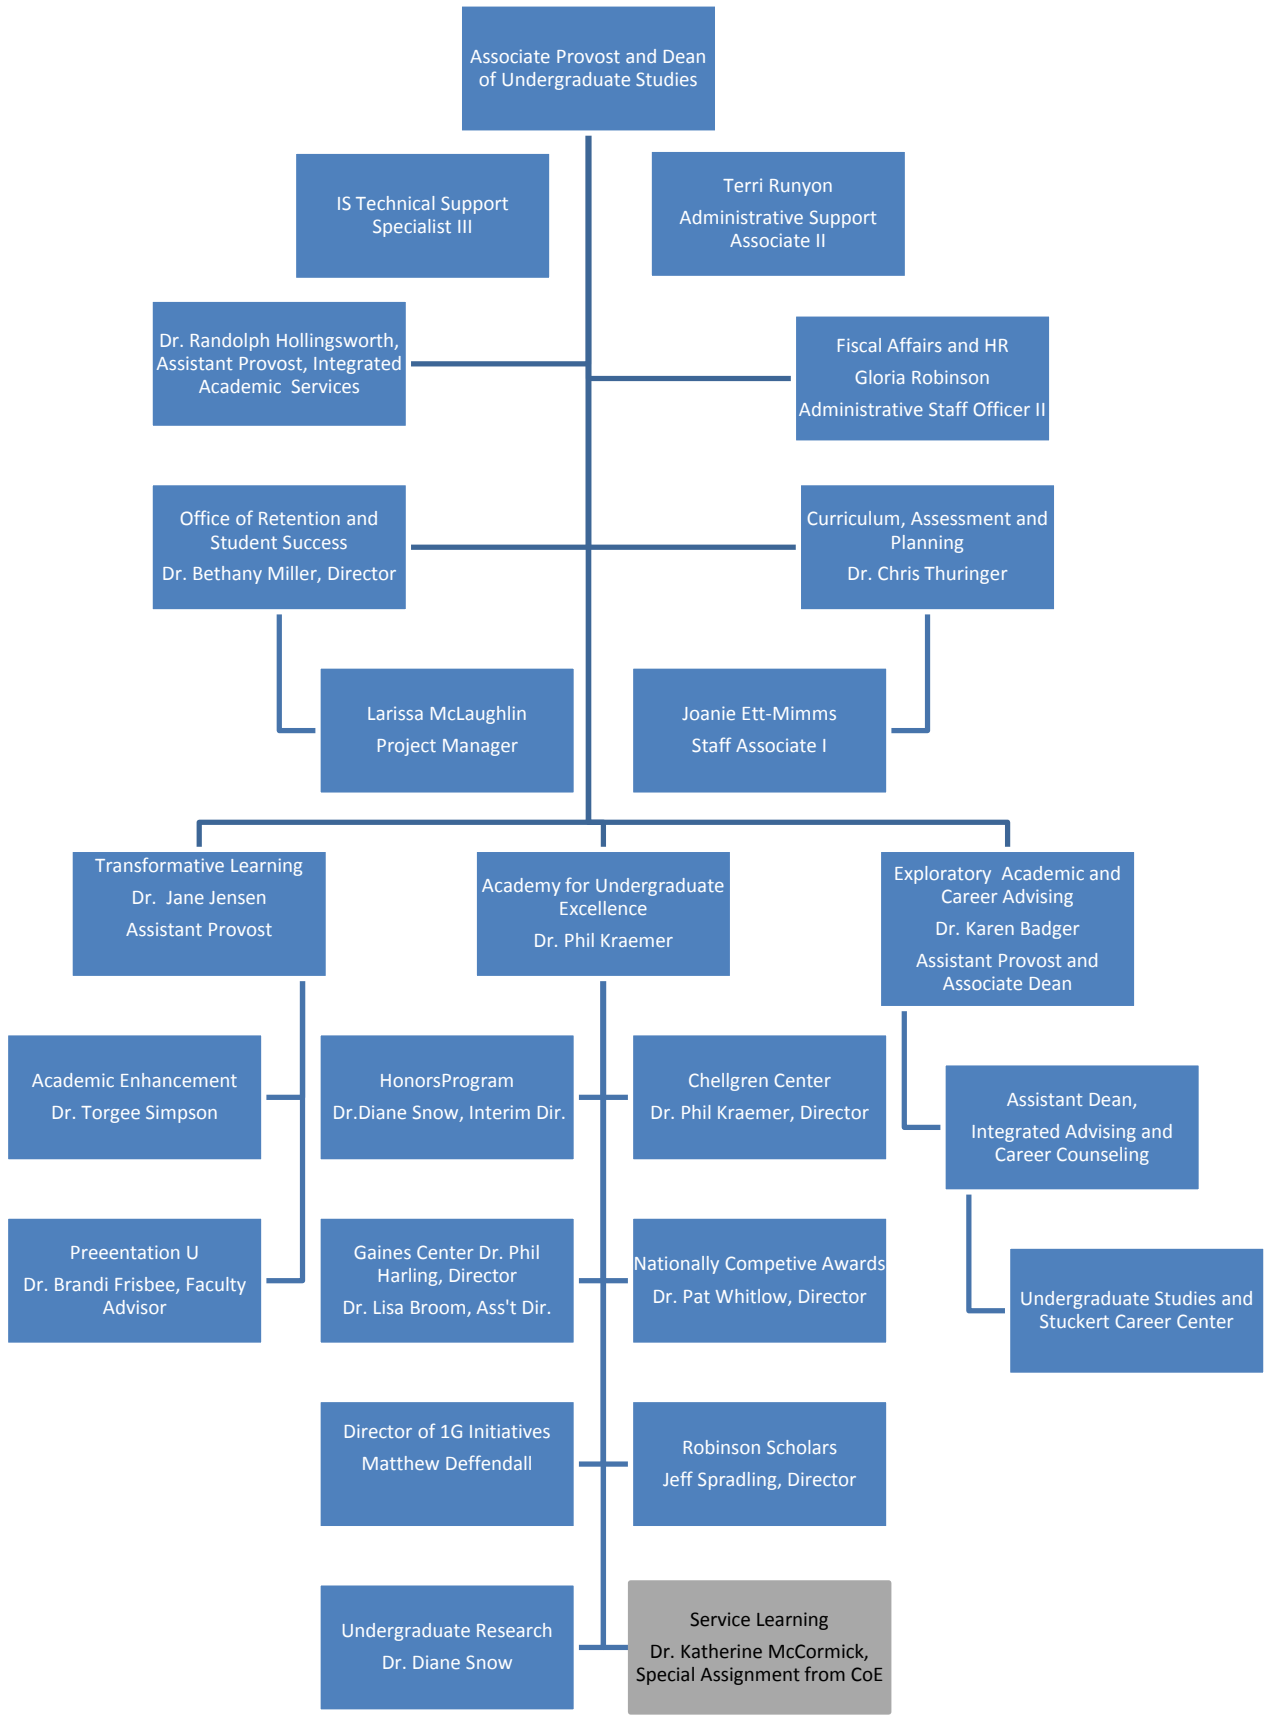 Associate Provost and Dean
of Undergraduate Studies
IS Technical Support
Specialist III
Terri Runyon
Administrative Support
Associate II
Dr. Randolph Hollingsworth,
Assistant Provost, Integrated
Academic  Services
Fiscal Affairs and HR
Gloria Robinson
Administrative Staff Officer II
Office of Retention and
Student Success
Dr. Bethany Miller, Director
Curriculum, Assessment and
Planning
Dr. Chris Thuringer
Larissa McLaughlin
Project Manager
Joanie Ett-Mimms
Staff Associate I
Transformative Learning
Dr.  Jane Jensen
Assistant Provost
Academy for Undergraduate
Excellence
Dr. Phil Kraemer
Exploratory  Academic and
Career Advising
Dr. Karen Badger
Assistant Provost and
Associate Dean
Academic Enhancement
Dr. Torgee Simpson
HonorsProgram
Dr.Diane Snow, Interim Dir.
Chellgren Center
Dr. Phil Kraemer, Director
Assistant Dean,
Integrated Advising and
Career Counseling
Preeentation U
Dr. Brandi Frisbee, Faculty
Advisor
Gaines Center Dr. Phil
Harling, Director
Dr. Lisa Broom, Ass't Dir.
Nationally Competive Awards
Dr. Pat Whitlow, Director
Undergraduate Studies and
Stuckert Career Center
Director of 1G Initiatives
Matthew Deffendall
Robinson Scholars
Jeff Spradling, Director
Undergraduate Research
Dr. Diane Snow
Service Learning
Dr. Katherine McCormick,
Special Assignment from CoE